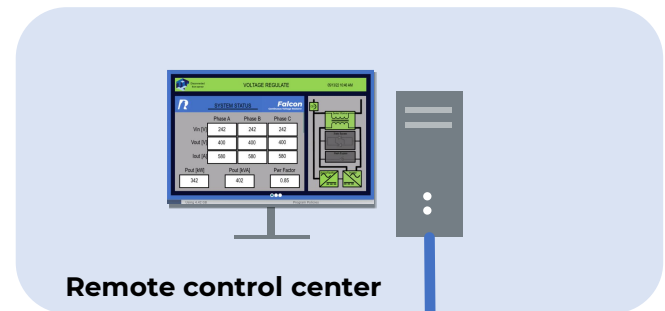 VOLTAGE REGULATE
SYSTEM STATUS
Falcon
Phase A Phase B Phase C
Vin [V] 242 242 242
Vout [V] 400 400 400
Iout [A] 580 580 580
Pout [kW] Pout [kVA] Pwr Factor
342 402 0.85
Remote control center